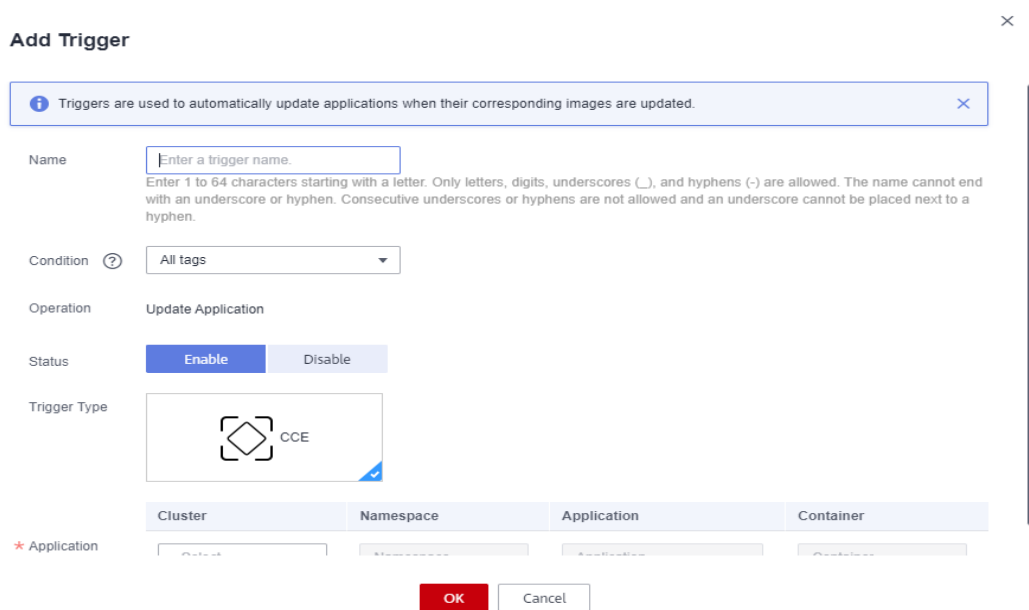 Add Trigger
Triggers are used to automatically update applications when their corresponding images are updated.
Name
Enter a trigger name.
Enter 1 to 64 characters starting with a letter. Only letters, digits, underscores (_), and hyphens (-) are allowed. The name cannot end
with an underscore or hyphen. Consecutive underscores or hyphens are not allowed and an underscore cannot be placed next to a
hyphen.
Condition ? All tags
Operation Update Application
Status Enable Disable
Trigger Type
CCE
Cluster Namespace Application Container
* Application
OK Cancel